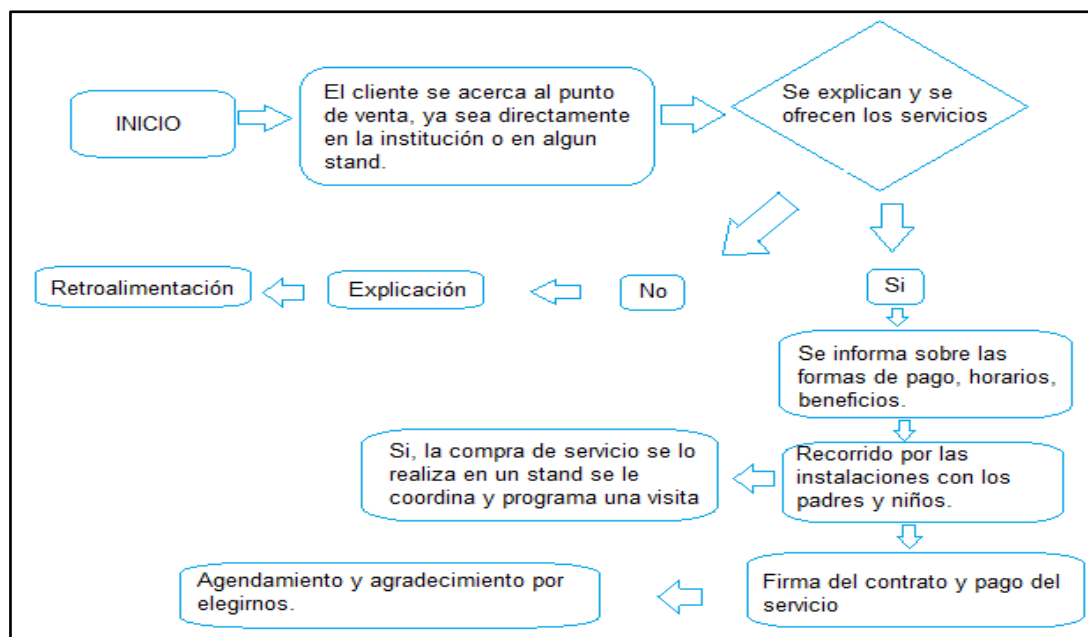 INICIO
El cliente se acerca al punto
de venta, ya sea directamente
en la institución o en algun
stand.
Se explican y se
ofrecen los servicios
Retroalimentación
Explicación
No
Si
Se informa sobre las
formas de pago, horarios,
beneficios.
Si, la compra de servicio se lo
realiza en un stand se le
coordina y programa una visita
Recorrido por las
instalaciones con los
padres y niños.
Agendamiento y agradecimiento por
elegirnos.
Firma del contrato y pago del
servicio